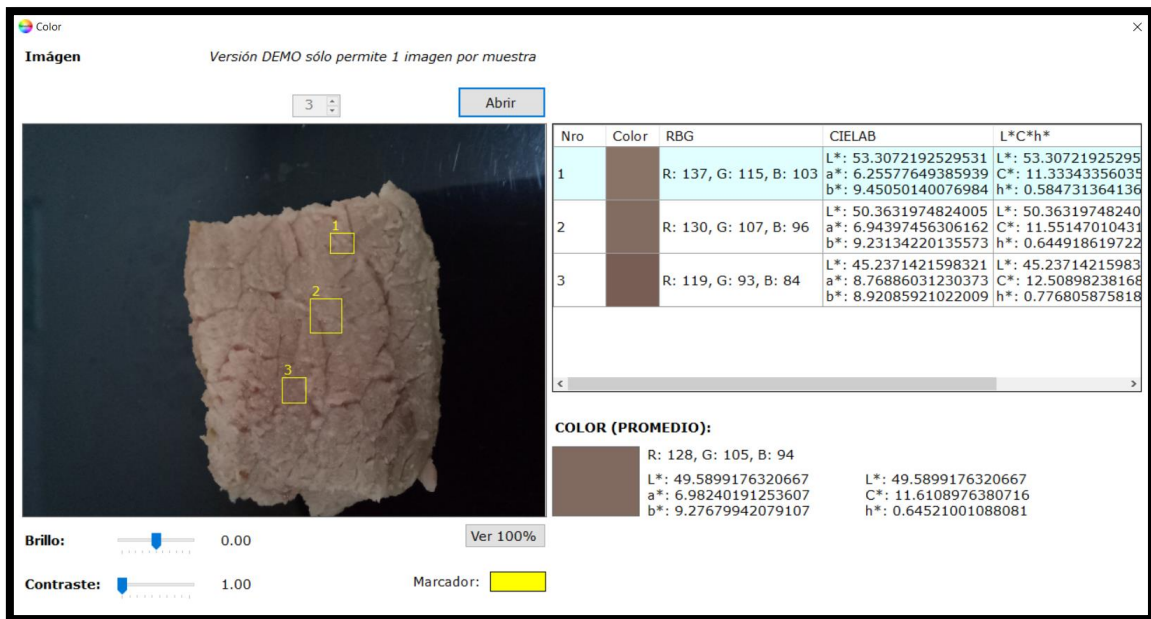 Color
Imágen Versión DEMO sólo permite 1 imagen por muestra
3 Abrir
Nro Color RBG CIELAB L*C*h*
1 R: 137, G: 115, B: 103
L*: 53.3072192529531 L*: 53.30721925295
a*: 6.25577649385939 C*: 11.33343356035
b*: 9.45050140076984 h*: 0.584731364136
2 R: 130, G: 107, B: 96
L*: 50.3631974824005 L*: 50.36319748240
a*: 6.94397456306162 C*: 11.55147010431
b*: 9.23134220135573 h*: 0.644918619722
3 R: 119, G: 93, B: 84
L*: 45.2371421598321 L*: 45.23714215983
a*: 8.76886031230373 C*: 12.50898238168
b*: 8.92085921022009 h*: 0.776805875818
1
2
3
COLOR (PROMEDIO):
R: 128, G: 105, B: 94
L*: 49.5899176320667 L*: 49.5899176320667
a*: 6.98240191253607 C*: 11.6108976380716
b*: 9.27679942079107 h*: 0.64521001088081
Brillo: 0.00 Ver 100%
Contraste: 1.00 Marcador: